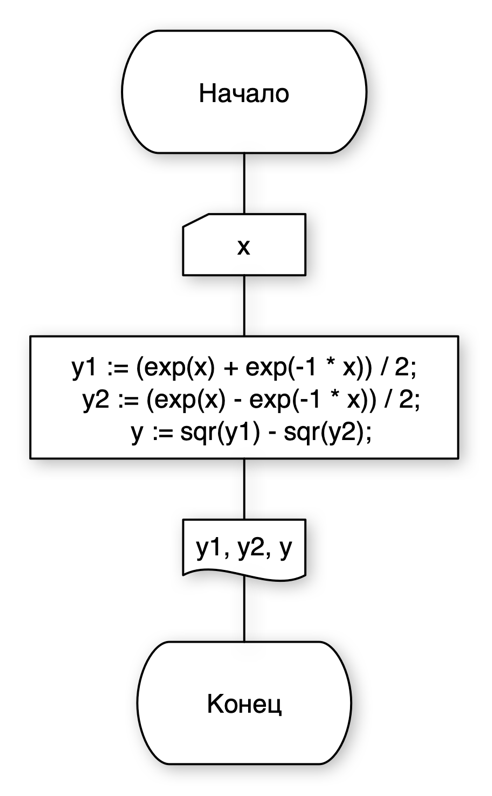 Начало
x
y1 := (exp(x) + exp(-1 * x)) / 2;
y2 := (exp(x) - exp(-1 * x)) / 2;
y := sqr(y1) - sqr(y2);
y1, y2, y
Конец